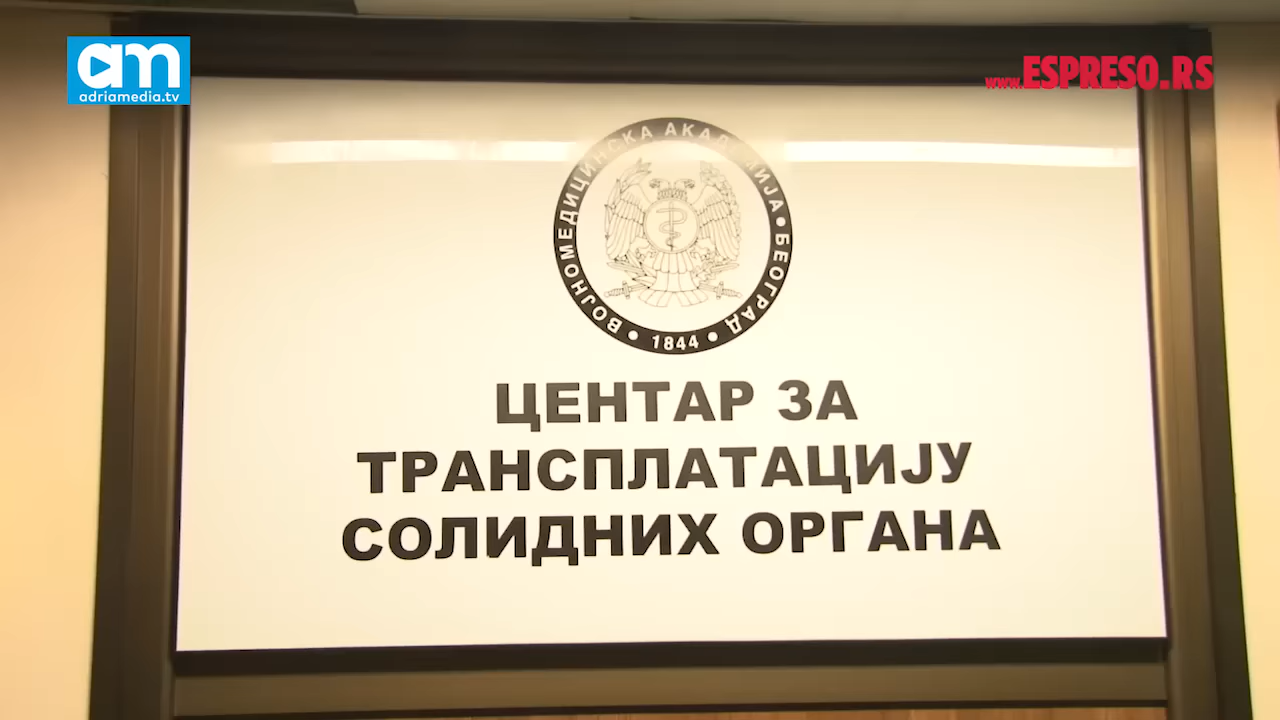 am
adriamedia.tv
www.ESPRESO.RS
ВОЈНОМЕДИЦИНСКА АКАДЕМИЈА • БЕОГРАД
• 1844 •
ЦЕНТАР ЗА
ТРАНСПЛАТАЦИЈУ
СОЛИДНИХ ОРГАНА